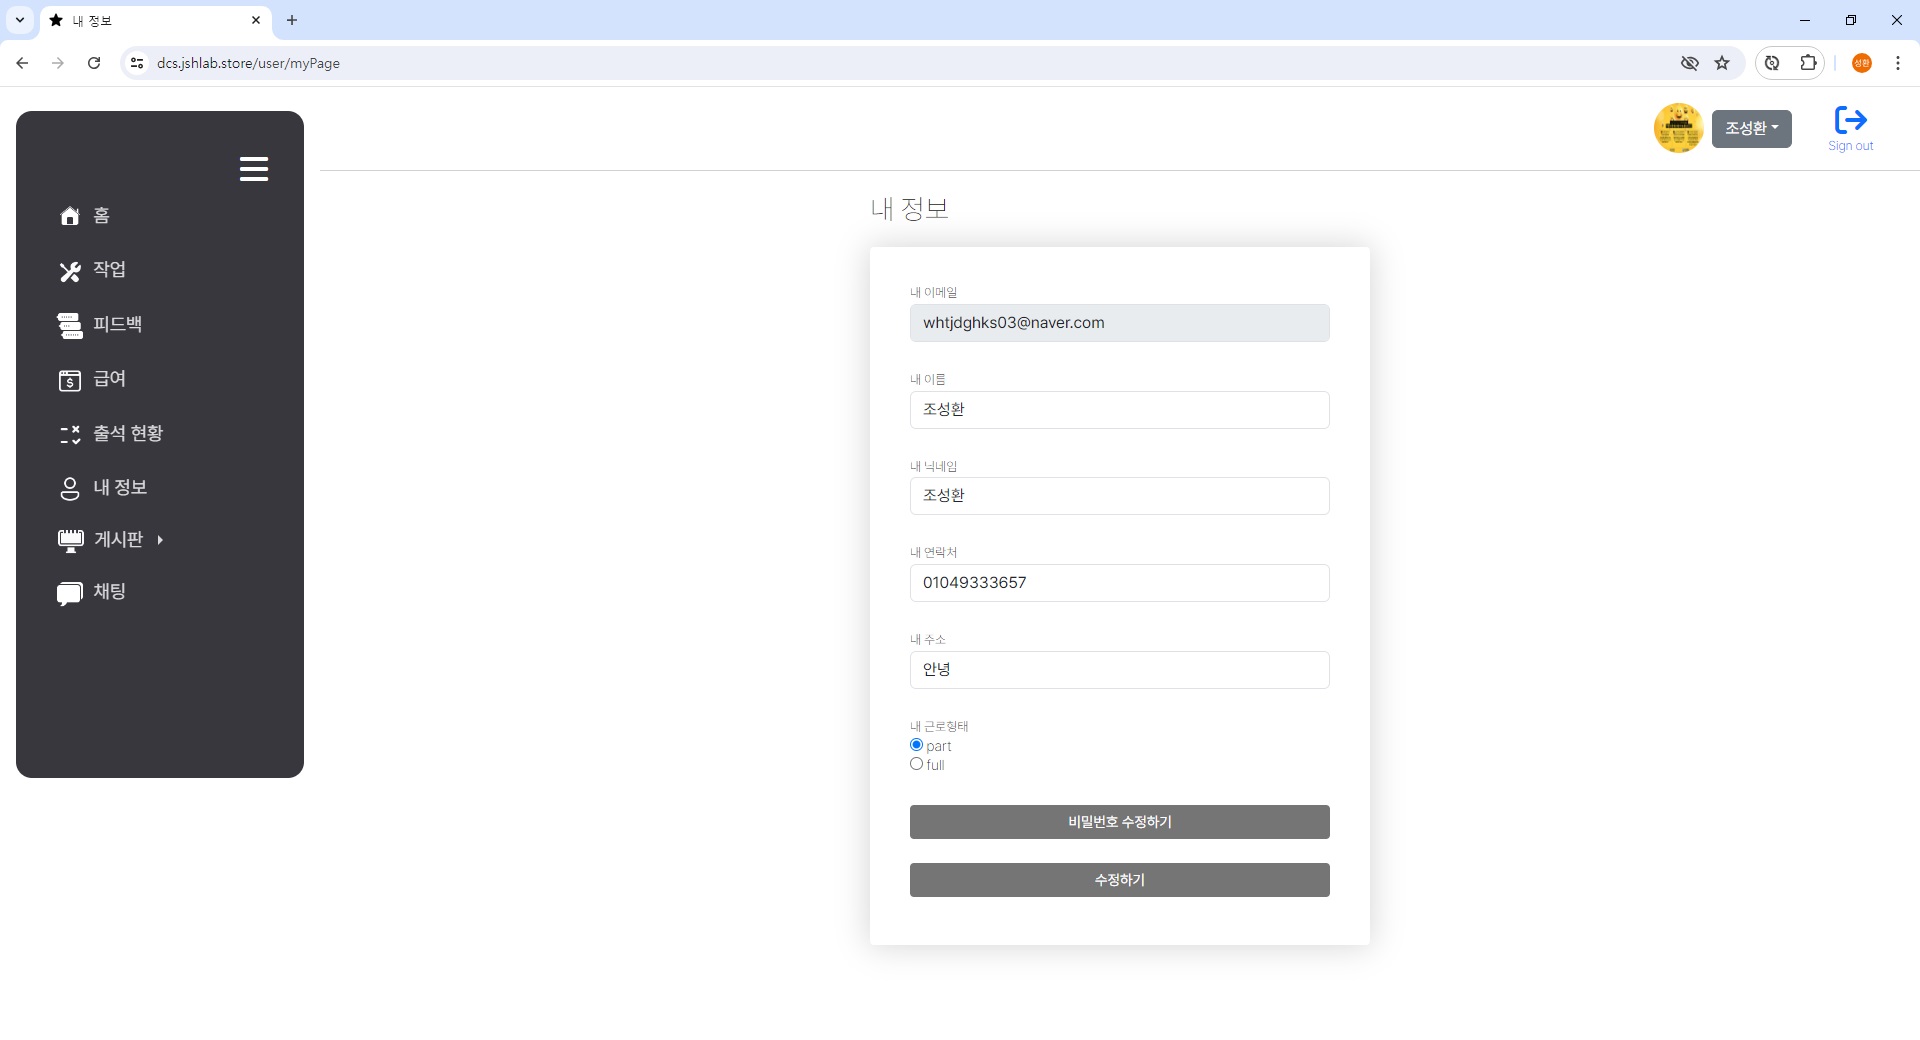 내 정보
dcs.jshlab.store/user/myPage
성환
조성환
Sign out
홈
작업
피드백
급여
출석 현황
내 정보
게시판
채팅
내 정보
내 이메일
whtjdghks03@naver.com
내 이름
조성환
내 닉네임
조성환
내 연락처
01049333657
내 주소
안녕
내 근로형태
part
full
비밀번호 수정하기
수정하기